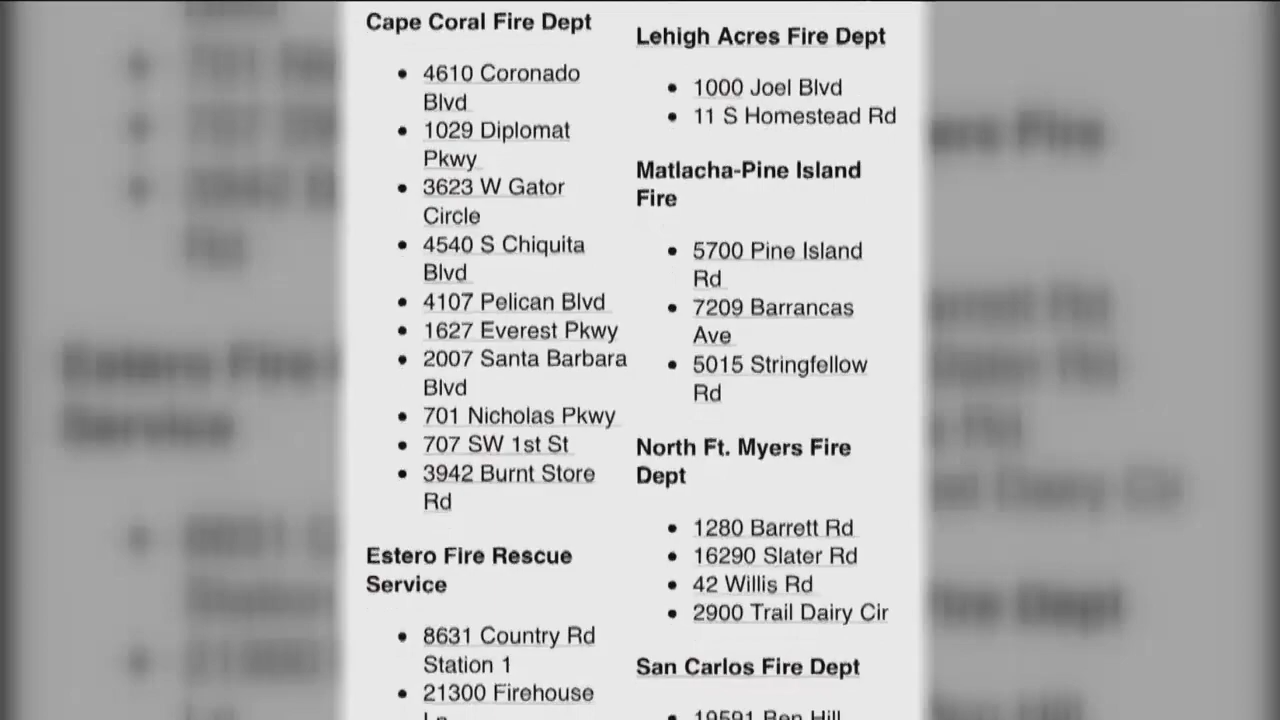 Cape Coral Fire Dept
4610 Coronado
Blvd
1029 Diplomat
Pkwy
3623 W Gator
Circle
4540 S Chiquita
Blvd
4107 Pelican Blvd
1627 Everest Pkwy
2007 Santa Barbara
Blvd
701 Nicholas Pkwy
707 SW 1st St
3942 Burnt Store
Rd
Estero Fire Rescue
Service
8631 Country Rd
Station 1
21300 Firehouse
Lehigh Acres Fire Dept
1000 Joel Blvd
11 S Homestead Rd
Matlacha-Pine Island
Fire
5700 Pine Island
Rd
7209 Barrancas
Ave
5015 Stringfellow
Rd
North Ft. Myers Fire
Dept
1280 Barrett Rd
16290 Slater Rd
42 Willis Rd
2900 Trail Dairy Cir
San Carlos Fire Dept
19591 Ben Hill